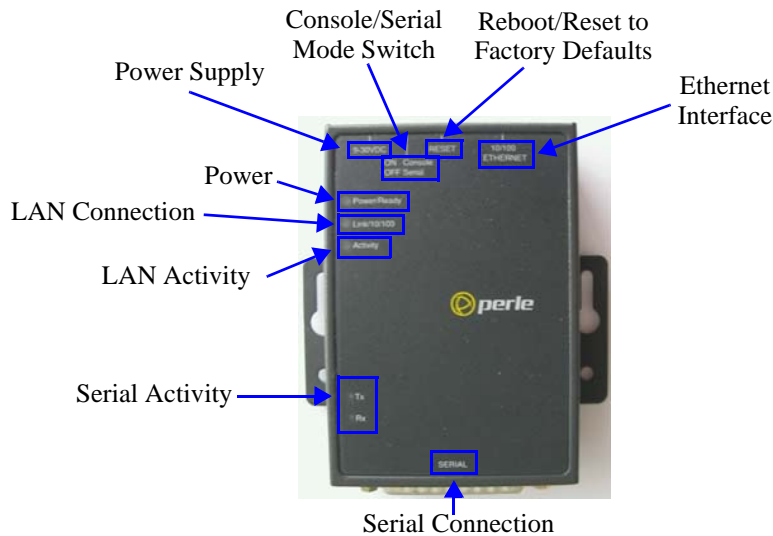 Console/Serial
Mode Switch
Reboot/Reset to
Factory Defaults
Power Supply
Ethernet
Interface
9-30VDC
RESET
10/100
ETHERNET
ON Console
OFF Serial
Power
Power/Ready
LAN Connection
Link/10/100
Activity
LAN Activity
perle
Serial Activity
Tx
Rx
SERIAL
Serial Connection